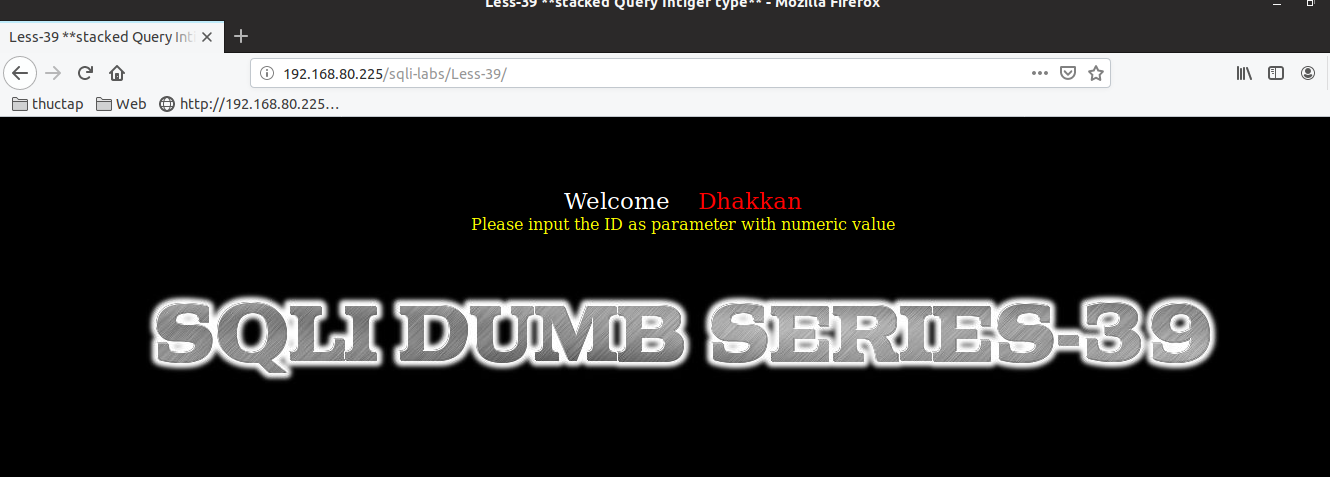 Less-39 **stacked Query Intiger type** - Mozilla Firefox
Less-39 **stacked Query Int
192.168.80.225/sqli-labs/Less-39/
thuctap Web http://192.168.80.225…
Welcome Dhakkan
Please input the ID as parameter with numeric value
SQLI DUMB SERIES-39